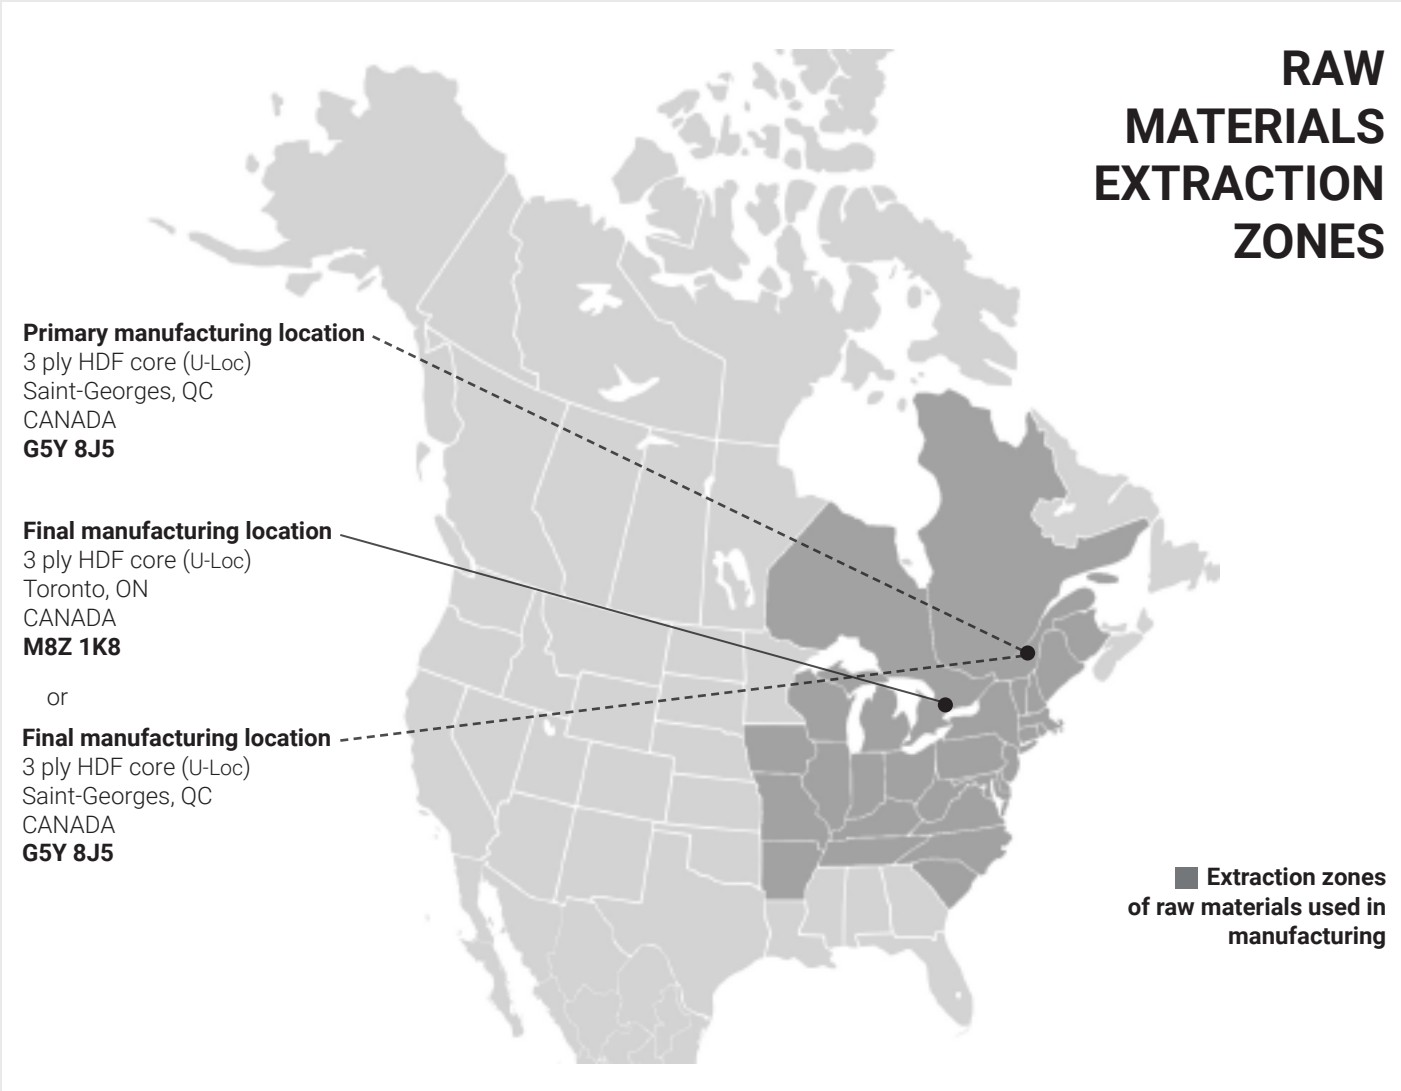 RAW
MATERIALS
EXTRACTION
ZONES
Primary manufacturing location
3 ply HDF core (U-Loc)
Saint-Georges, QC
CANADA
G5Y 8J5
Final manufacturing location
3 ply HDF core (U-Loc)
Toronto, ON
CANADA
M8Z 1K8
or
Final manufacturing location
3 ply HDF core (U-Loc)
Saint-Georges, QC
CANADA
G5Y 8J5
Extraction zones
of raw materials used in
manufacturing